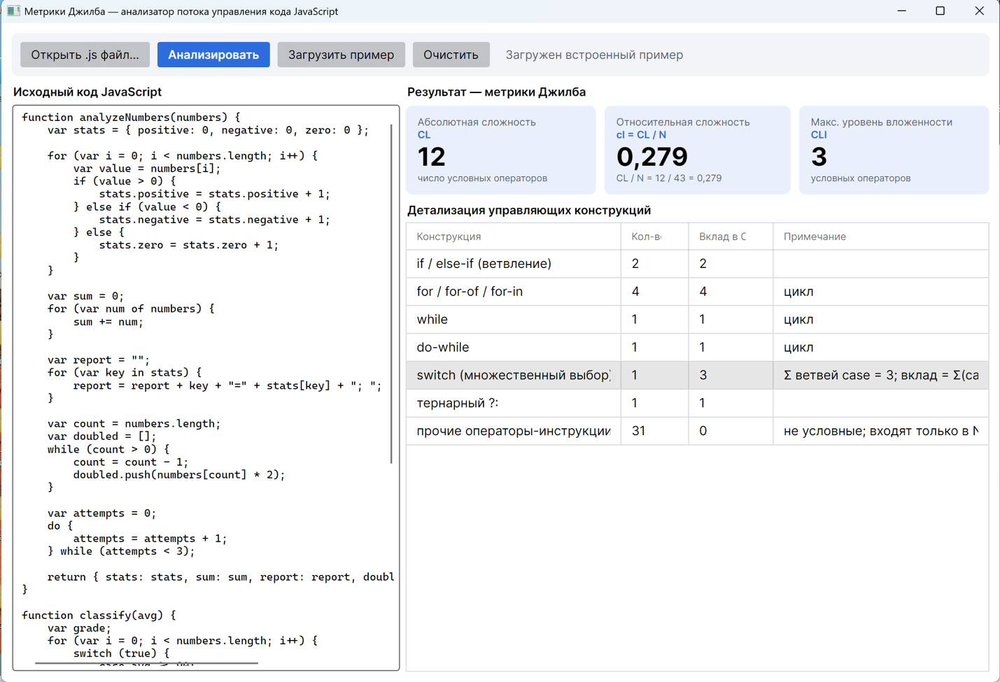 Метрики Джилба — анализатор потока управления кода JavaScript
Открыть .js файл...
Анализировать
Загрузить пример
Очистить
Загружен встроенный пример
Исходный код JavaScript
function analyzeNumbers(numbers) {
    var stats = { positive: 0, negative: 0, zero: 0 };
    for (var i = 0; i < numbers.length; i++) {
        var value = numbers[i];
        if (value > 0) {
            stats.positive = stats.positive + 1;
        } else if (value < 0) {
            stats.negative = stats.negative + 1;
        } else {
            stats.zero = stats.zero + 1;
        }
    }
    var sum = 0;
    for (var num of numbers) {
        sum += num;
    }
    var report = "";
    for (var key in stats) {
        report = report + key + "=" + stats[key] + "; ";
    }
    var count = numbers.length;
    var doubled = [];
    while (count > 0) {
        count = count - 1;
        doubled.push(numbers[count] * 2);
    }
    var attempts = 0;
    do {
        attempts = attempts + 1;
    } while (attempts < 3);
    return { stats: stats, sum: sum, report: report, doubl
}
function classify(avg) {
    var grade;
    for (var i = 0; i < numbers.length; i++) {
        switch (true) {
Результат — метрики Джилба
Абсолютная сложность
CL
12
число условных операторов
Относительная сложность
cl = CL / N
0,279
CL / N = 12 / 43 = 0,279
Макс. уровень вложенности
CLI
3
условных операторов
Детализация управляющих конструкций
Конструкция Кол-в Вклад в C Примечание
if / else-if (ветвление) 2 2
for / for-of / for-in 4 4 цикл
while 1 1 цикл
do-while 1 1 цикл
switch (множественный выбор) 1 3 Σ ветвей case = 3; вклад = Σ(ca
тернарный ?: 1 1
прочие операторы-инструкции 31 0 не условные; входят только в N